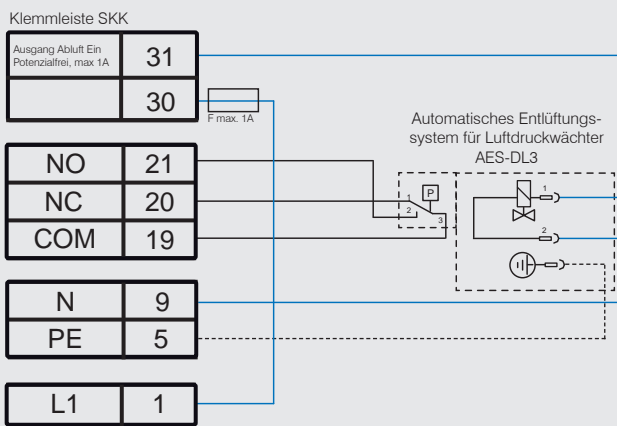 Klemmleiste SKK
Ausgang Abluft Ein
Potenzialfrei, max 1A
31
30
F max. 1A
Automatisches Entlüftungs-
system für Luftdruckwächter
AES-DL3
NO 21
NC 20
COM 19
P
1
2
3
1
2
N 9
PE 5
L1 1